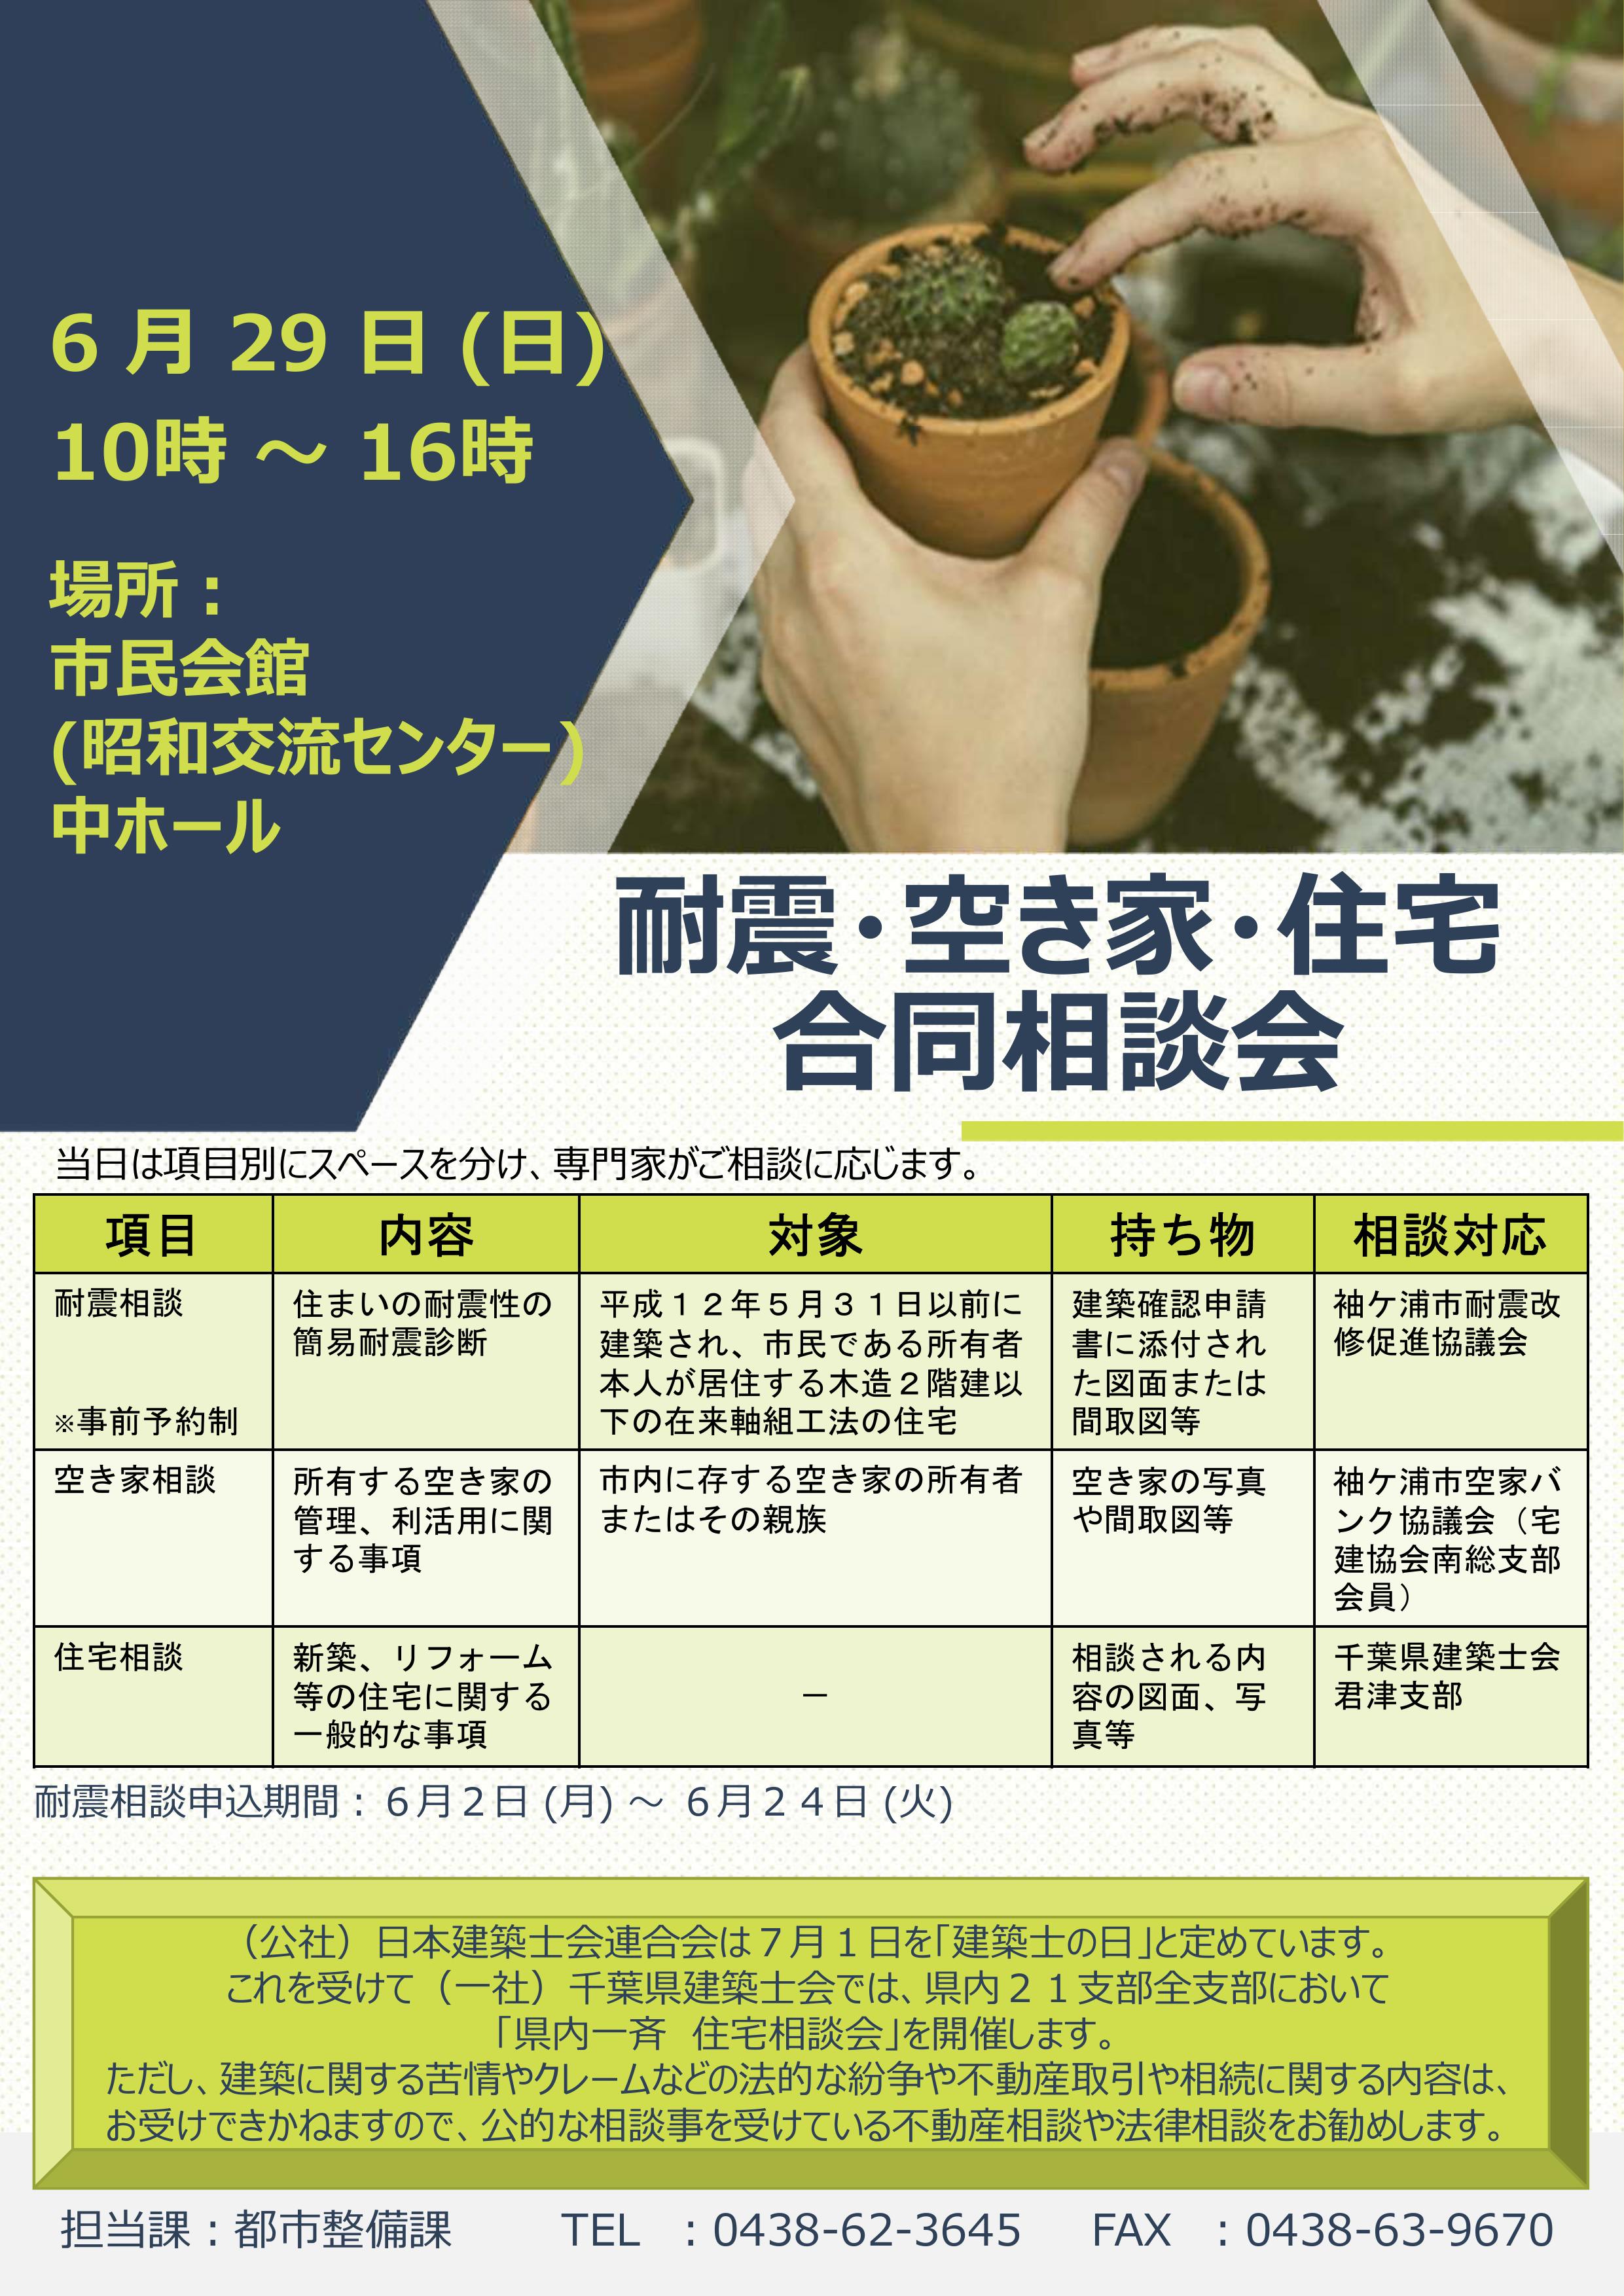 6 月 29 日 (日)
10時 ～ 16時
場所：
市民会館
(昭和交流センター)
中ホール
耐震・空き家・住宅
合同相談会
当日は項目別にスペースを分け、専門家がご相談に応じます。
項目 内容 対象 持ち物 相談対応
耐震相談
※事前予約制
住まいの耐震性の
簡易耐震診断
平成１２年５月３１日以前に
建築され、市民である所有者
本人が居住する木造２階建以
下の在来軸組工法の住宅
建築確認申請
書に添付され
た図面または
間取図等
袖ケ浦市耐震改
修促進協議会
空き家相談
所有する空き家の
管理、利活用に関
する事項
市内に存する空き家の所有者
またはその親族
空き家の写真
や間取図等
袖ケ浦市空家バ
ンク協議会（宅
建協会南総支部
会員）
住宅相談
新築、リフォーム
等の住宅に関する
一般的な事項
－
相談される内
容の図面、写
真等
千葉県建築士会
君津支部
耐震相談申込期間：６月２日 (月) ～ ６月２４日 (火)
（公社）日本建築士会連合会は７月１日を「建築士の日」と定めています。
これを受けて（一社）千葉県建築士会では、県内２１支部全支部において
「県内一斉　住宅相談会」を開催します。
ただし、建築に関する苦情やクレームなどの法的な紛争や不動産取引や相続に関する内容は、
お受けできかねますので、公的な相談事を受けている不動産相談や法律相談をお勧めします。
担当課：都市整備課 TEL ：0438-62-3645 FAX ：0438-63-9670